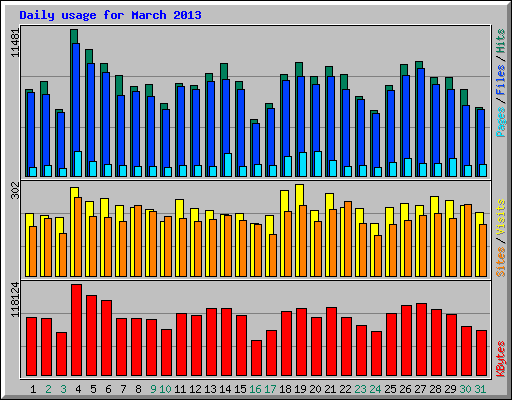 Daily usage for March 2013
11481
Pages / Files / Hits
302
Sites / Visits
118124
KBytes
1 2 3 4 5 6 7 8 9 10 11 12 13 14 15 16 17 18 19 20 21 22 23 24 25 26 27 28 29 30 31